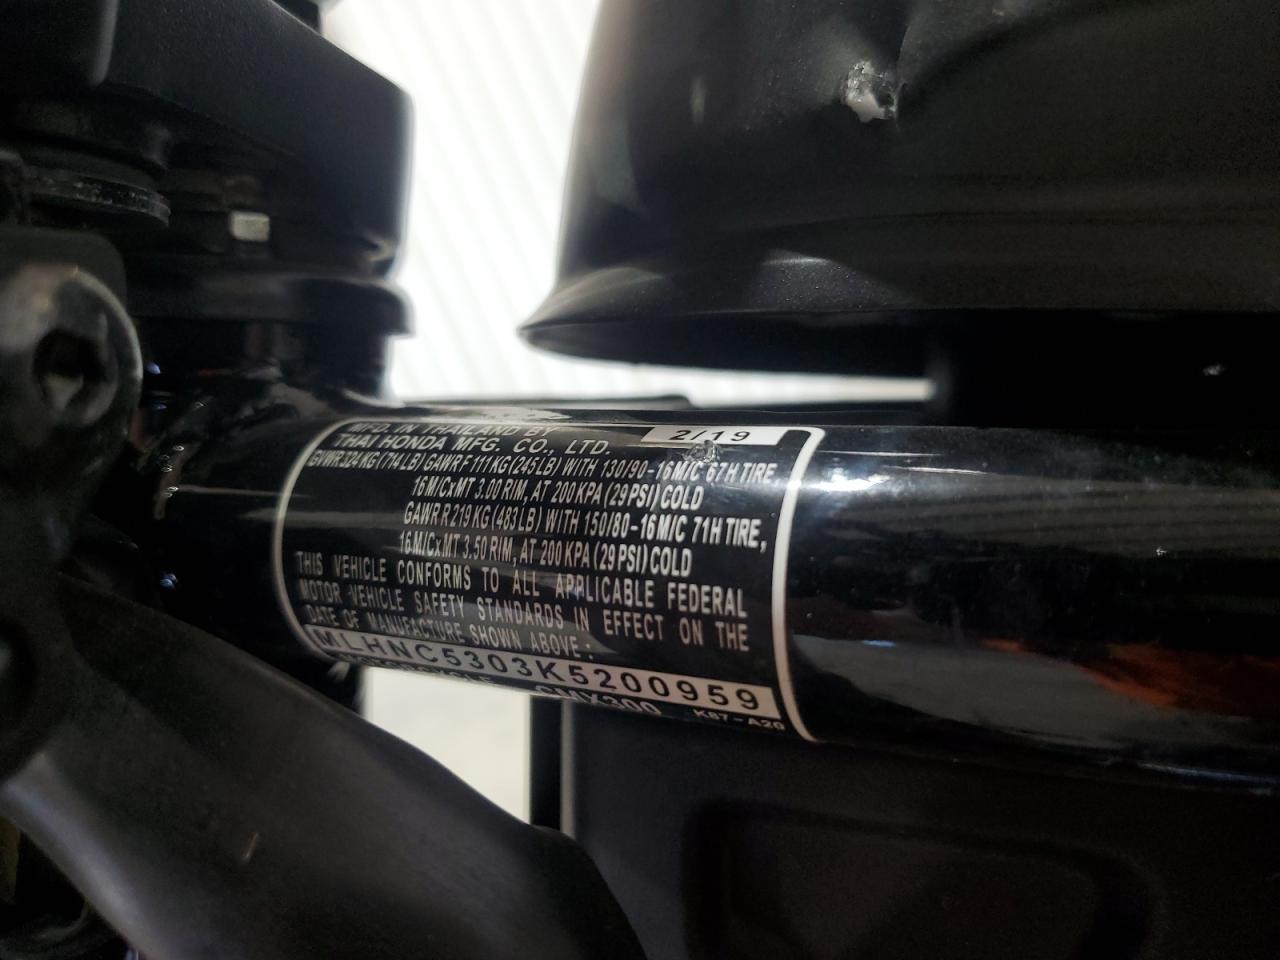 MFD. IN THAILAND BY 2/19
THAI HONDA MFG. CO., LTD.
GVWR 324 KG (714 LB) GAWR F 111 KG (245 LB) WITH 130/90-16M/C 67H TIRE,
16 M/CxMT 3.00 RIM, AT 200 KPA (29 PSI) COLD
GAWR R 219 KG (483 LB) WITH 150/80-16M/C 71H TIRE,
16 M/CxMT 3.50 RIM, AT 200 KPA (29 PSI) COLD
THIS VEHICLE CONFORMS TO ALL APPLICABLE FEDERAL
MOTOR VEHICLE SAFETY STANDARDS IN EFFECT ON THE
DATE OF MANUFACTURE SHOWN ABOVE:
MLHNC5303K5200959
CMX300 K87-A20